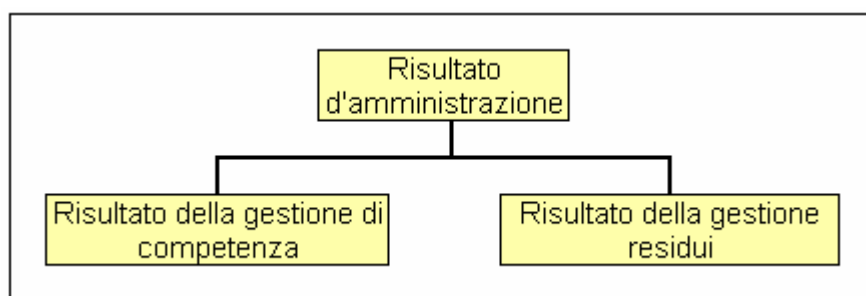 Risultato
d'amministrazione
Risultato della gestione di
competenza
Risultato della gestione
residui